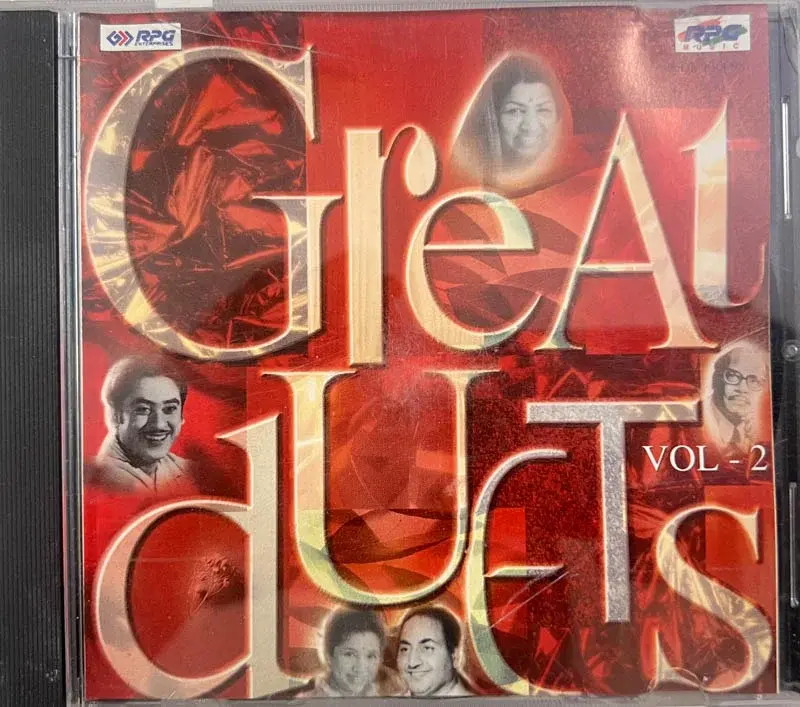 RPG
ENTERPRISES
RPG
MUSIC
GreAt
dUETs
VOL - 2